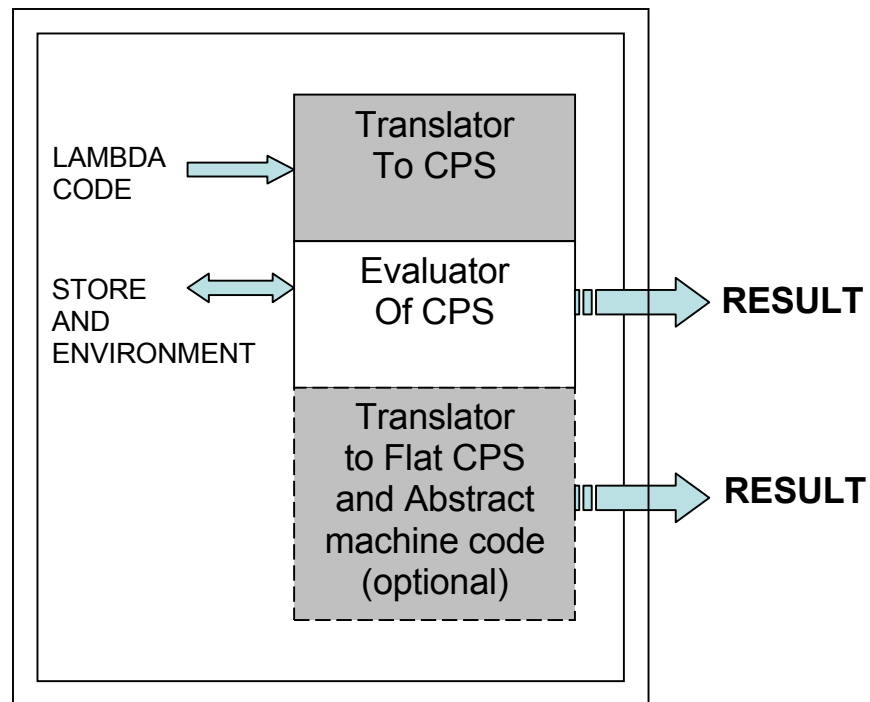 LAMBDA
CODE
Translator
To CPS
STORE
AND
ENVIRONMENT
Evaluator
Of CPS
RESULT
Translator
to Flat CPS
and Abstract
machine code
(optional)
RESULT